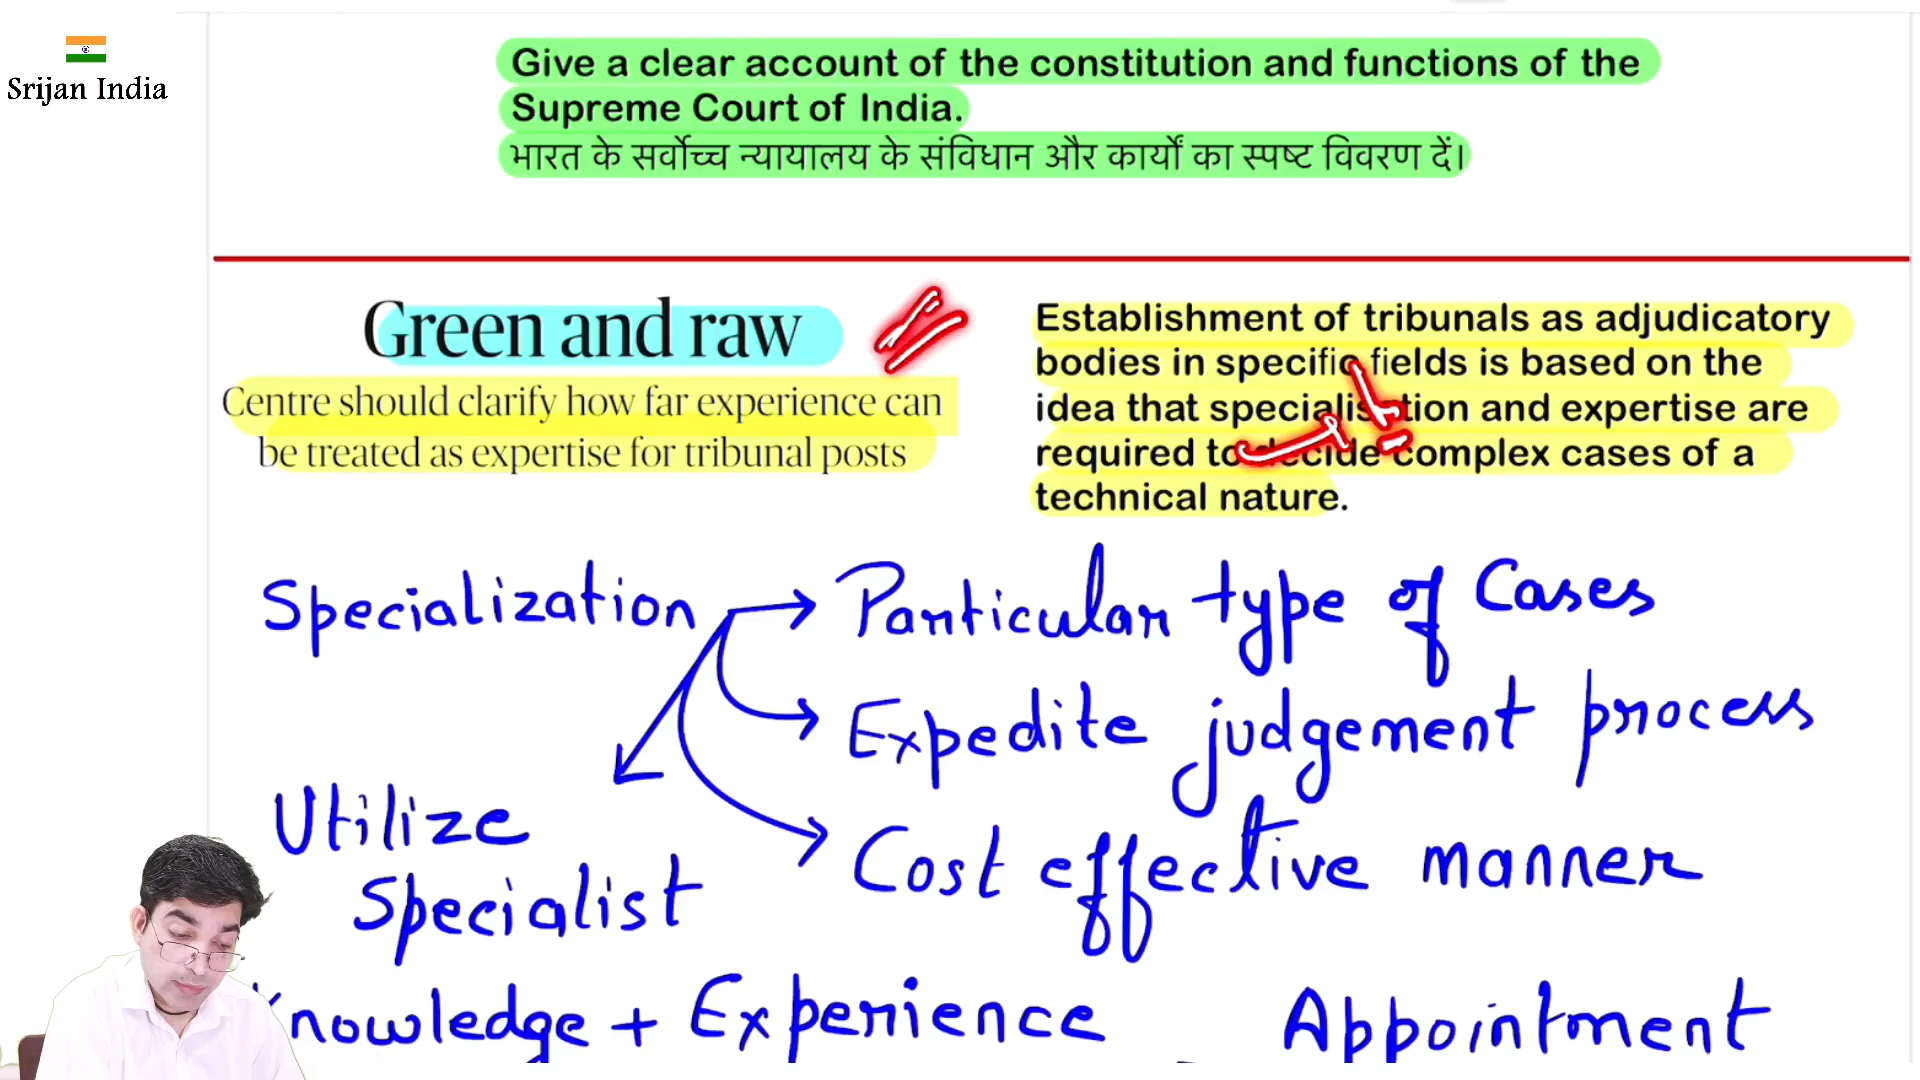 Srijan India
Give a clear account of the constitution and functions of the
Supreme Court of India.
भारत के सर्वोच्च न्यायालय के संविधान और कार्यों का स्पष्ट विवरण दें।
Green and raw
Centre should clarify how far experience can
be treated as expertise for tribunal posts
Establishment of tribunals as adjudicatory
bodies in specific fields is based on the
idea that specialisation and expertise are
required to decide complex cases of a
technical nature.
Specialization
Particular type of Cases
Expedite judgement process
Utilize
Specialist
Cost effective manner
Knowledge + Experience
Appointment